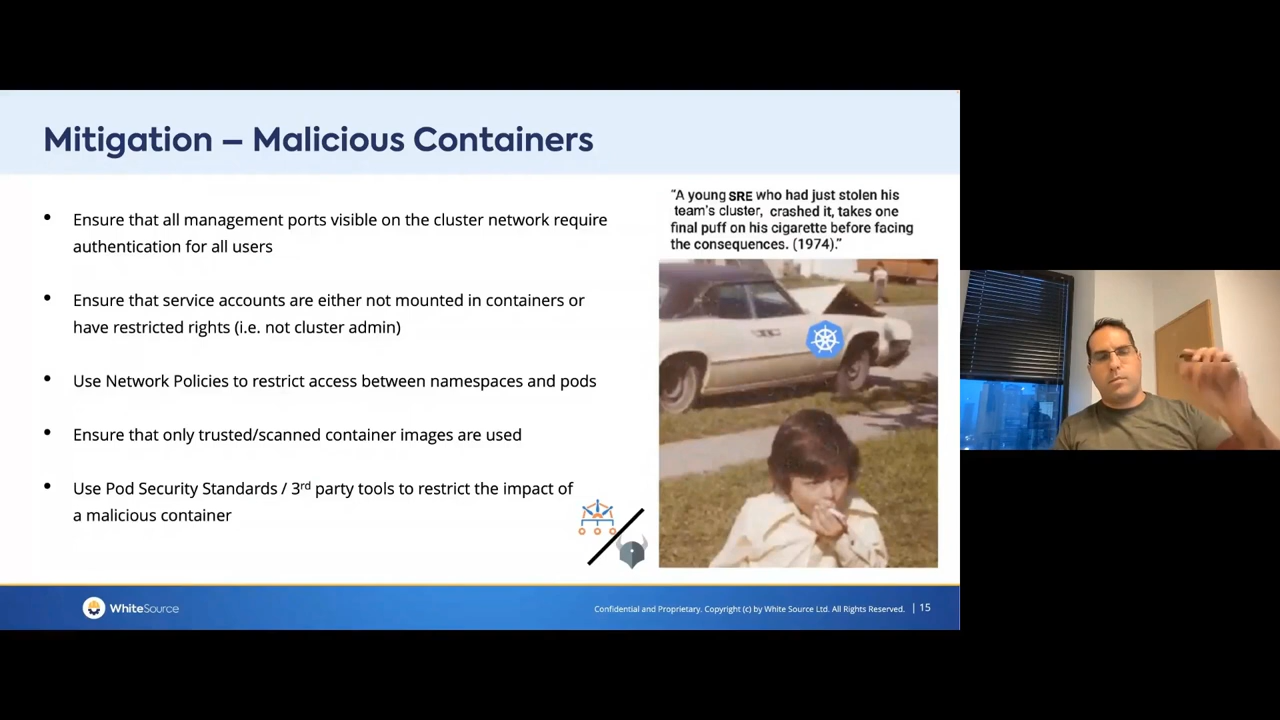 Mitigation – Malicious Containers
• Ensure that all management ports visible on the cluster network require
authentication for all users
• Ensure that service accounts are either not mounted in containers or
have restricted rights (i.e. not cluster admin)
• Use Network Policies to restrict access between namespaces and pods
• Ensure that only trusted/scanned container images are used
• Use Pod Security Standards / 3rd party tools to restrict the impact of
a malicious container
"A young SRE who had just stolen his
team's cluster, crashed it, takes one
final puff on his cigarette before facing
the consequences. (1974)."
WhiteSource
Confidential and Proprietary. Copyright (c) by White Source Ltd. All Rights Reserved. | 15